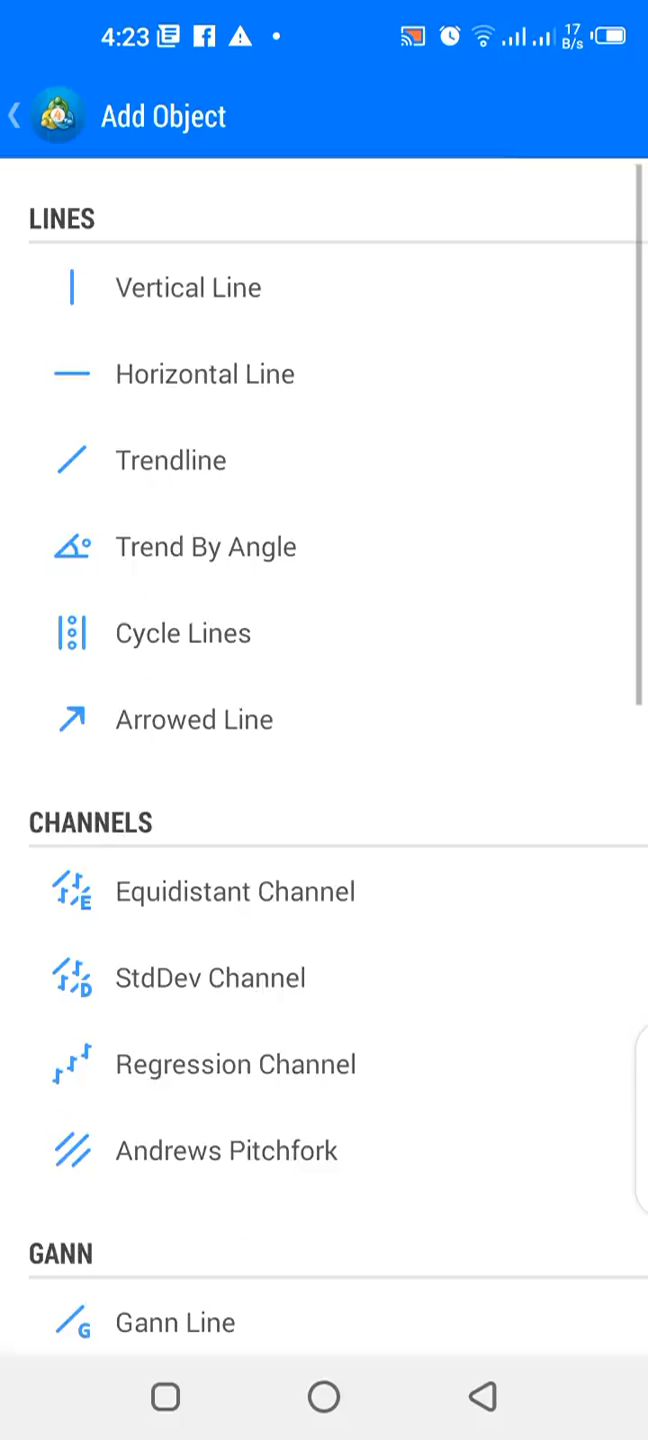 4:23
17
B/s
Add Object
LINES
Vertical Line
Horizontal Line
Trendline
Trend By Angle
Cycle Lines
Arrowed Line
CHANNELS
E
Equidistant Channel
D
StdDev Channel
Regression Channel
Andrews Pitchfork
GANN
G
Gann Line